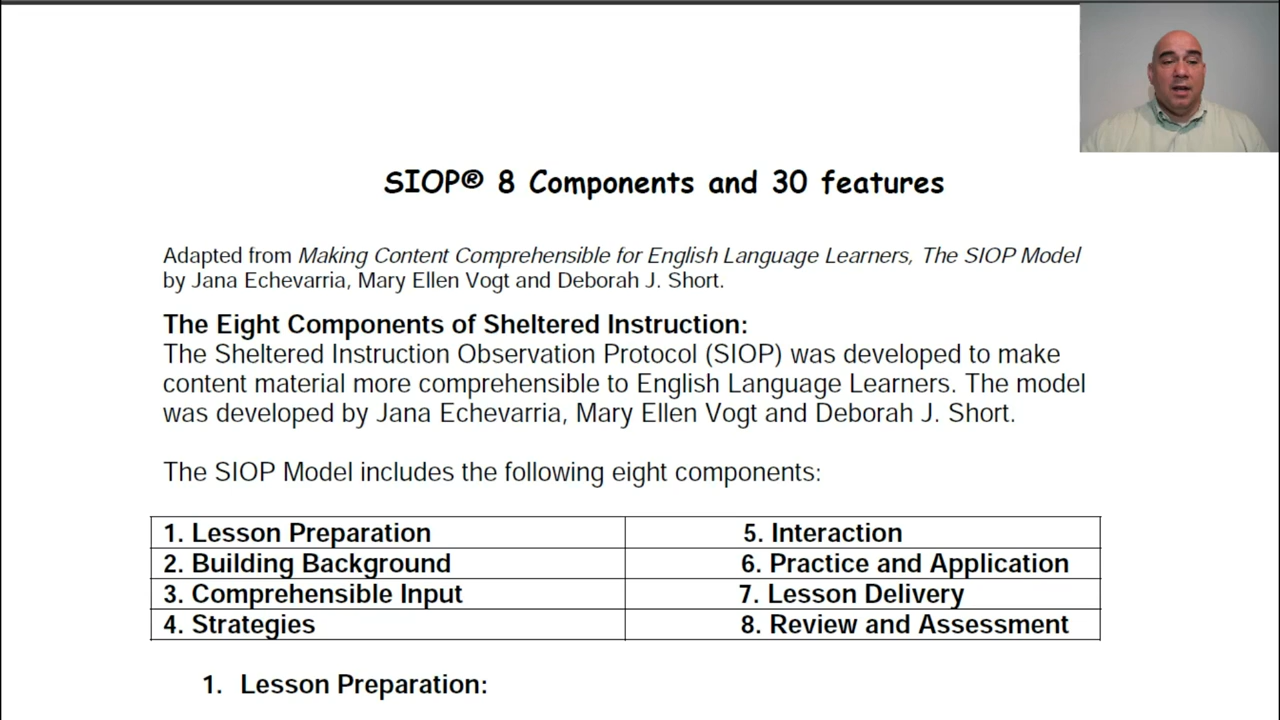 SIOP® 8 Components and 30 features
Adapted from Making Content Comprehensible for English Language Learners, The SIOP Model
by Jana Echevarria, Mary Ellen Vogt and Deborah J. Short.
The Eight Components of Sheltered Instruction:
The Sheltered Instruction Observation Protocol (SIOP) was developed to make
content material more comprehensible to English Language Learners. The model
was developed by Jana Echevarria, Mary Ellen Vogt and Deborah J. Short.
The SIOP Model includes the following eight components:
1. Lesson Preparation 5. Interaction
2. Building Background 6. Practice and Application
3. Comprehensible Input 7. Lesson Delivery
4. Strategies 8. Review and Assessment
1. Lesson Preparation: